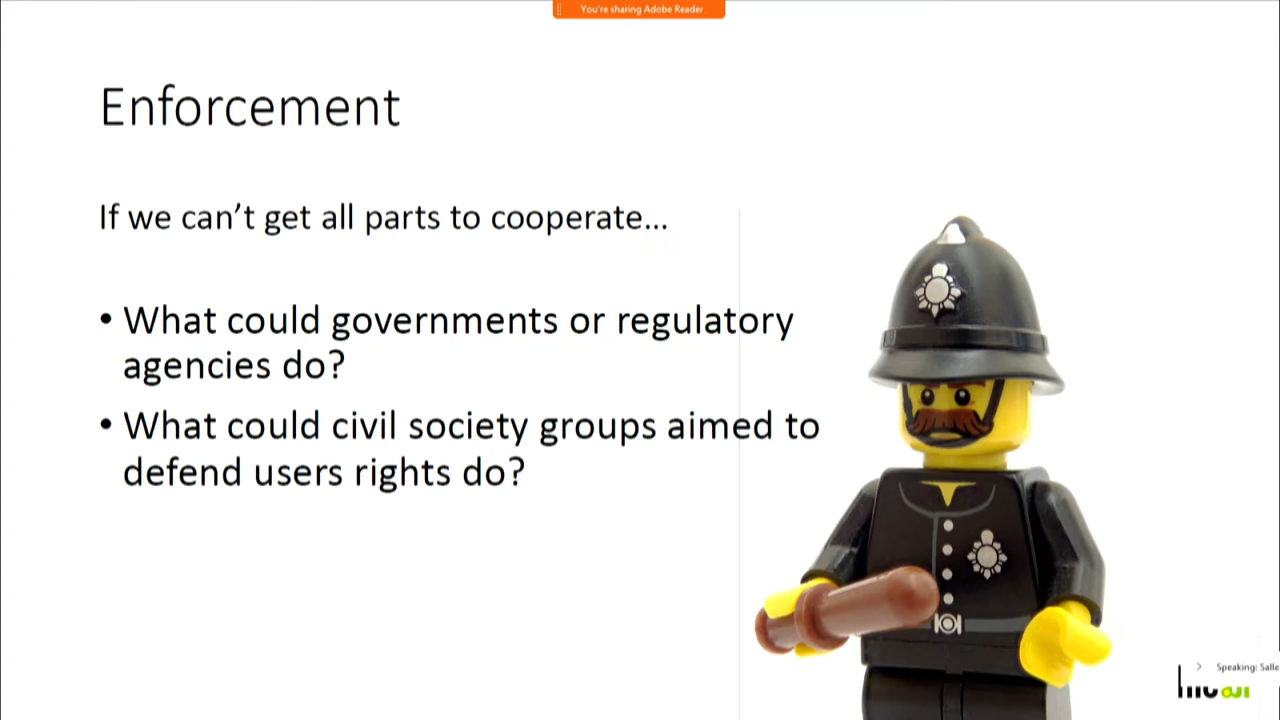 You're sharing Adobe Reader
Enforcement
If we can’t get all parts to cooperate...
• What could governments or regulatory
agencies do?
• What could civil society groups aimed to
defend users rights do?
Speaking: Salle